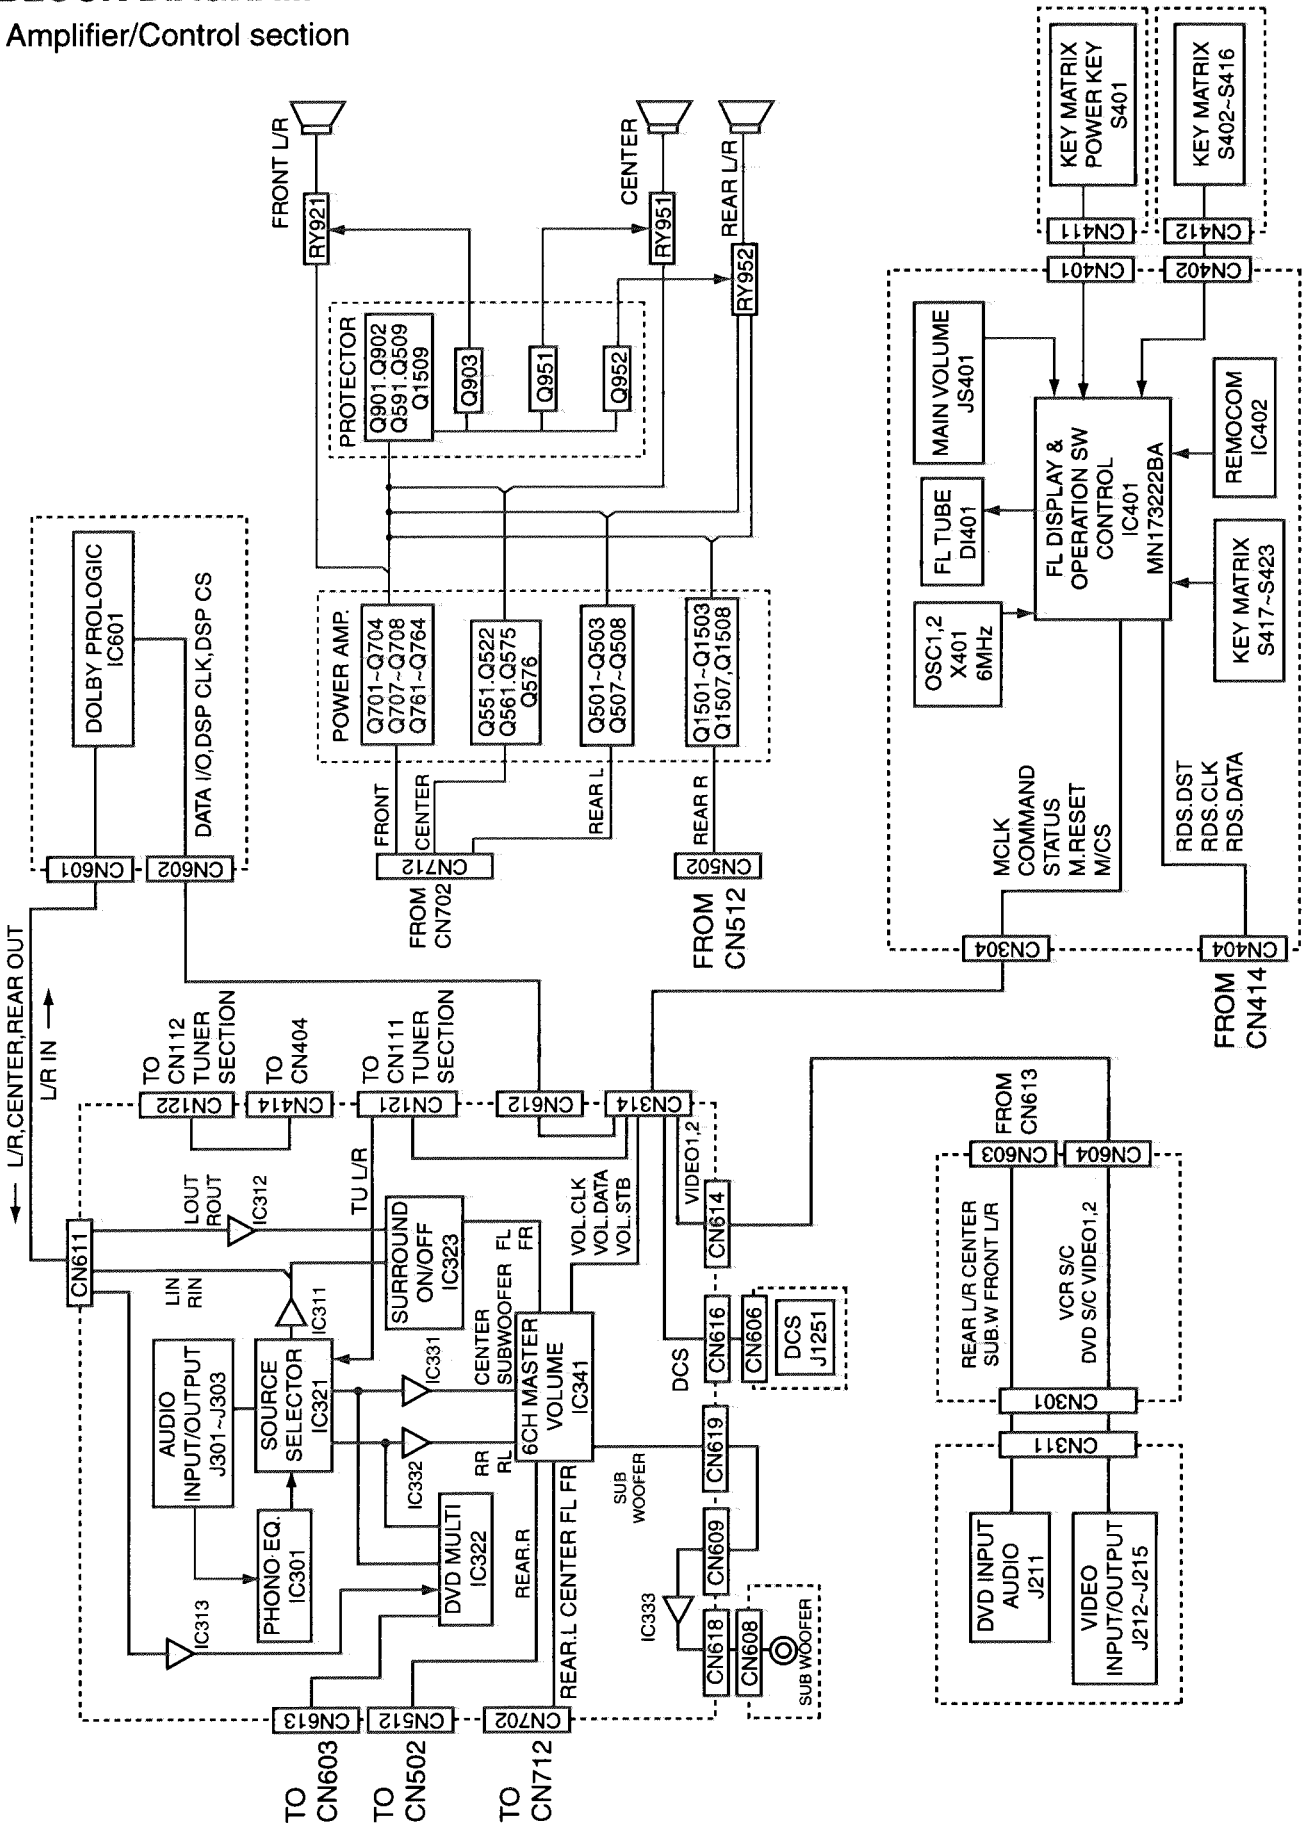 Amplifier/Control section
FRONT L/R
CENTER
REAR L/R
RY921
RY951
RY952
PROTECTOR
Q901.Q902
Q591.Q509
Q1509
Q903
Q951
Q952
POWER AMP.
Q701~Q704
Q707~Q708
Q761~Q764
Q551.Q522
Q561.Q575
Q576
Q501~Q503
Q507~Q508
Q1501~Q1503
Q1507,Q1508
FRONT
CENTER
REAR L
REAR R
CN712
FROM
CN702
CN502
FROM
CN512
DOLBY PROLOGIC
IC601
DATA I/O,DSP CLK,DSP CS
CN601
CN602
KEY MATRIX
POWER KEY
S401
KEY MATRIX
S402~S416
CN411
CN412
CN401
CN402
MAIN VOLUME
JS401
FL TUBE
DI401
OSC1,2
X401
6MHz
FL DISPLAY &
OPERATION SW
CONTROL
IC401
MN173222BA
REMOCOM
IC402
KEY MATRIX
S417~S423
MCLK
COMMAND
STATUS
M.RESET
M/CS
RDS.DST
RDS.CLK
RDS.DATA
CN304
CN404
FROM
CN414
← L/R,CENTER,REAR OUT
L/R IN →
TO
CN112
TUNER
SECTION
TO
CN404
TO
CN111
TUNER
SECTION
CN122
CN414
CN121
CN612
CN314
CN611
LOUT
ROUT
IC312
TU L/R
LIN
RIN
IC311
SURROUND
ON/OFF
IC323
AUDIO
INPUT/OUTPUT
J301~J303
SOURCE
SELECTOR
IC321
PHONO EQ.
IC301
IC313
IC331
IC332
CENTER
SUBWOOFER
FL
FR
RR
RL
VOL.CLK
VOL.DATA
VOL.STB
VIDEO1,2
6CH MASTER
VOLUME
IC341
DVD MULTI
IC322
REAR.R
REAR.L CENTER FL FR
SUB
WOOFER
CN614
DCS
CN616
CN606
DCS
J1251
CN619
CN609
IC333
CN618
CN608
SUB WOOFER
CN613
CN512
CN702
TO
CN603
TO
CN502
TO
CN712
FROM
CN613
CN603
CN604
REAR L/R CENTER
SUB.W FRONT L/R
VCR S/C
DVD S/C VIDEO1,2
CN301
CN311
DVD INPUT
AUDIO
J211
VIDEO
INPUT/OUTPUT
J212~J215